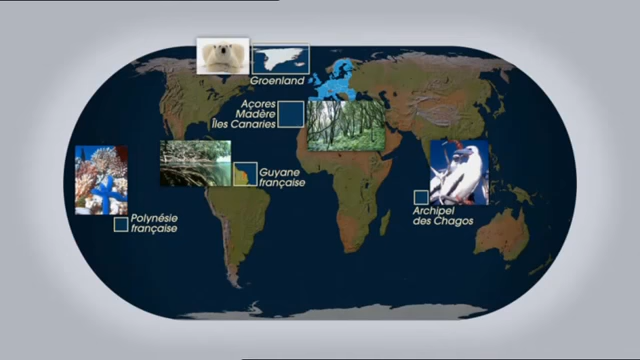 Groenland
Açores
Madère
Îles Canaries
Guyane
française
Polynésie
française
Archipel
des Chagos